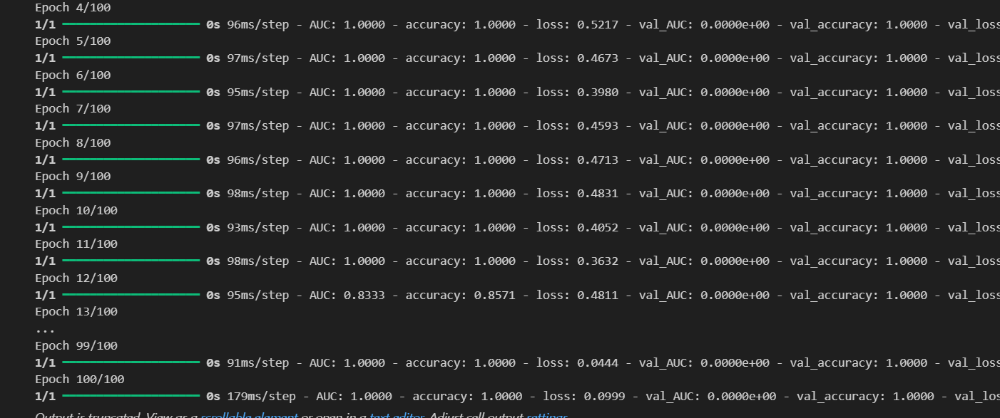 Epoch 4/100
1/1 0s 96ms/step - AUC: 1.0000 - accuracy: 1.0000 - loss: 0.5217 - val_AUC: 0.0000e+00 - val_accuracy: 1.0000 - val_loss
Epoch 5/100
1/1 0s 97ms/step - AUC: 1.0000 - accuracy: 1.0000 - loss: 0.4673 - val_AUC: 0.0000e+00 - val_accuracy: 1.0000 - val_loss
Epoch 6/100
1/1 0s 95ms/step - AUC: 1.0000 - accuracy: 1.0000 - loss: 0.3980 - val_AUC: 0.0000e+00 - val_accuracy: 1.0000 - val_loss
Epoch 7/100
1/1 0s 97ms/step - AUC: 1.0000 - accuracy: 1.0000 - loss: 0.4593 - val_AUC: 0.0000e+00 - val_accuracy: 1.0000 - val_loss
Epoch 8/100
1/1 0s 96ms/step - AUC: 1.0000 - accuracy: 1.0000 - loss: 0.4713 - val_AUC: 0.0000e+00 - val_accuracy: 1.0000 - val_loss
Epoch 9/100
1/1 0s 98ms/step - AUC: 1.0000 - accuracy: 1.0000 - loss: 0.4831 - val_AUC: 0.0000e+00 - val_accuracy: 1.0000 - val_loss
Epoch 10/100
1/1 0s 93ms/step - AUC: 1.0000 - accuracy: 1.0000 - loss: 0.4052 - val_AUC: 0.0000e+00 - val_accuracy: 1.0000 - val_loss
Epoch 11/100
1/1 0s 98ms/step - AUC: 1.0000 - accuracy: 1.0000 - loss: 0.3632 - val_AUC: 0.0000e+00 - val_accuracy: 1.0000 - val_loss
Epoch 12/100
1/1 0s 95ms/step - AUC: 0.8333 - accuracy: 0.8571 - loss: 0.4811 - val_AUC: 0.0000e+00 - val_accuracy: 1.0000 - val_loss
Epoch 13/100
...
Epoch 99/100
1/1 0s 91ms/step - AUC: 1.0000 - accuracy: 1.0000 - loss: 0.0444 - val_AUC: 0.0000e+00 - val_accuracy: 1.0000 - val_loss
Epoch 100/100
1/1 0s 179ms/step - AUC: 1.0000 - accuracy: 1.0000 - loss: 0.0999 - val_AUC: 0.0000e+00 - val_accuracy: 1.0000 - val_lo
Output is truncated. View as a scrollable element or open in a text editor. Adjust cell output settings